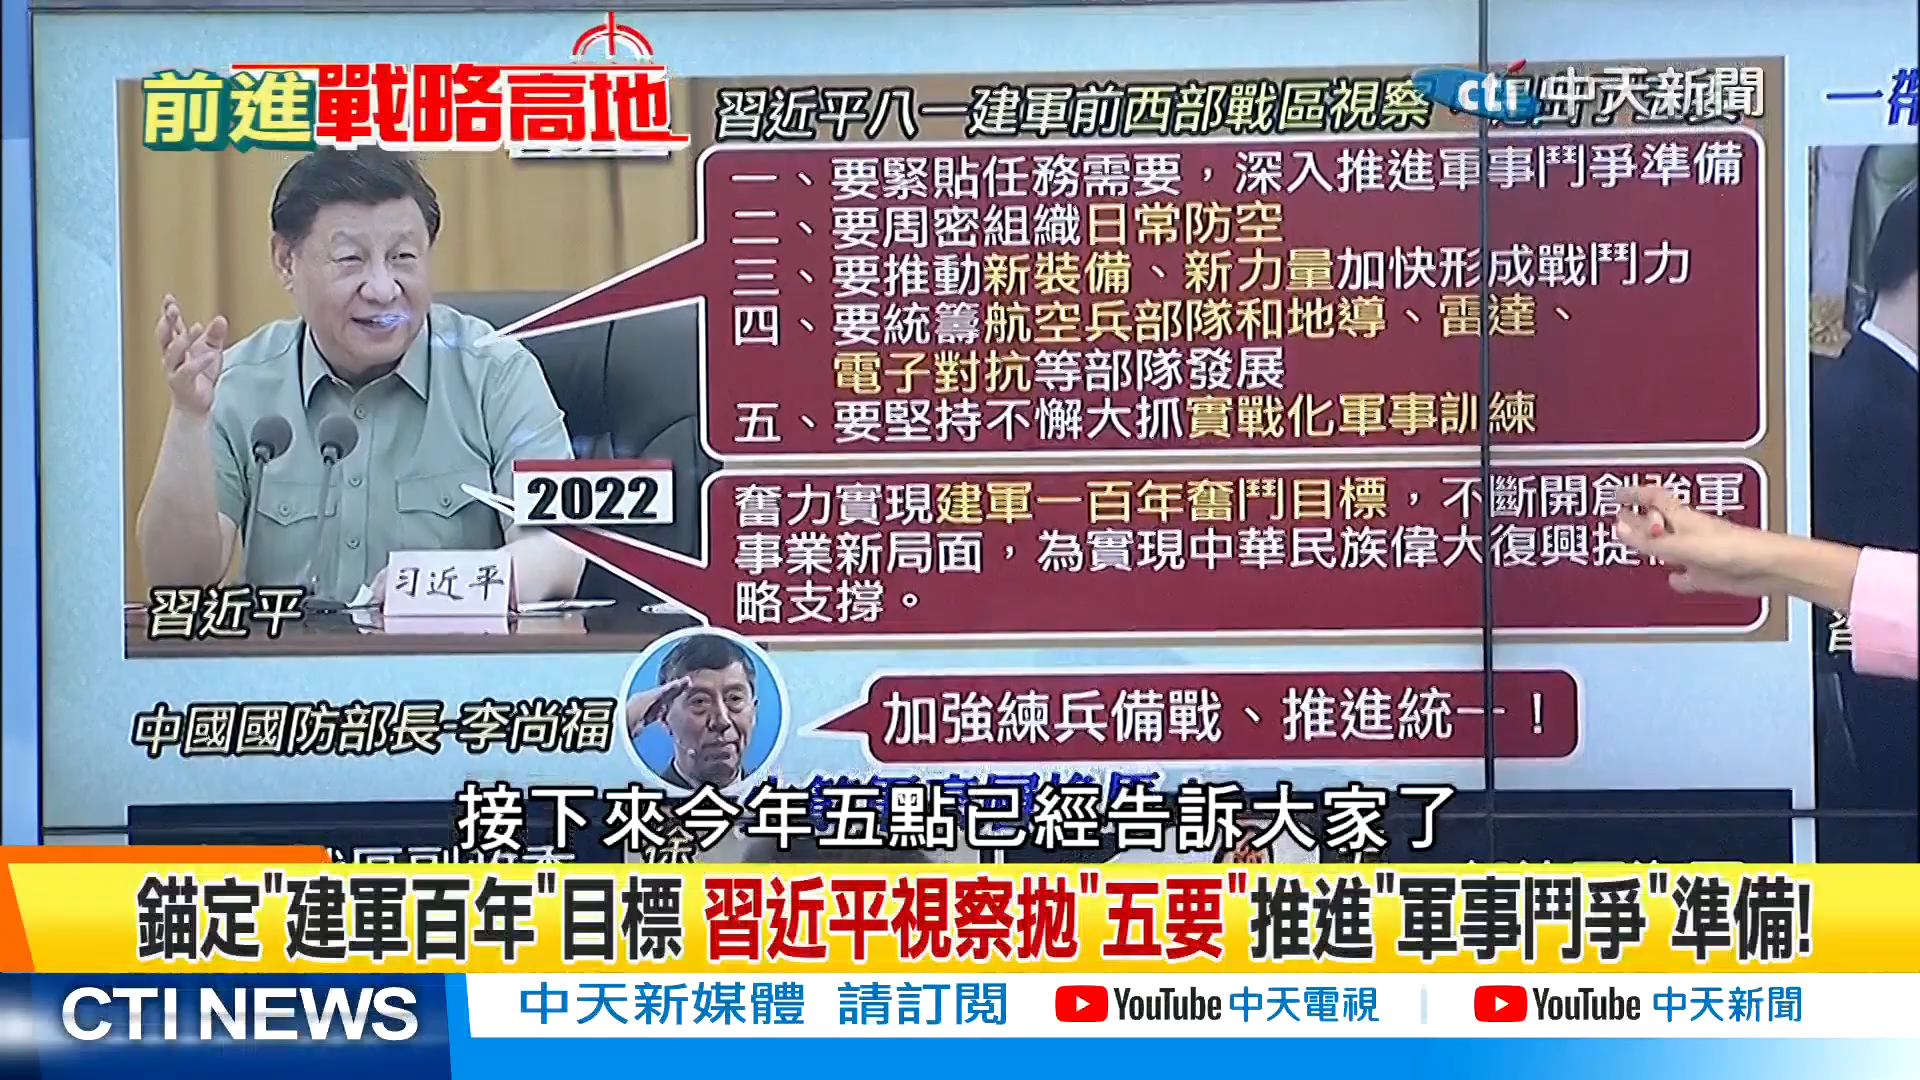 前進戰略高地
習近平八一建軍前西部戰區視察
cti 中天新聞
一、要緊貼任務需要，深入推進軍事鬥爭準備
二、要周密組織日常防空
三、要推動新裝備、新力量加快形成戰鬥力
四、要統籌航空兵部隊和地導、雷達、
電子對抗等部隊發展
五、要堅持不懈大抓實戰化軍事訓練
2022
奮力實現建軍一百年奮鬥目標，不斷開創強軍
事業新局面，為實現中華民族偉大復興提
略支撐。
习近平
習近平
一帶
中國國防部長-李尚福
加強練兵備戰、推進統一！
接下來今年五點已經告訴大家了
錨定"建軍百年"目標 習近平視察拋"五要"推進"軍事鬥爭"準備!
CTI NEWS
中天新媒體 請訂閱 YouTube 中天電視 YouTube 中天新聞